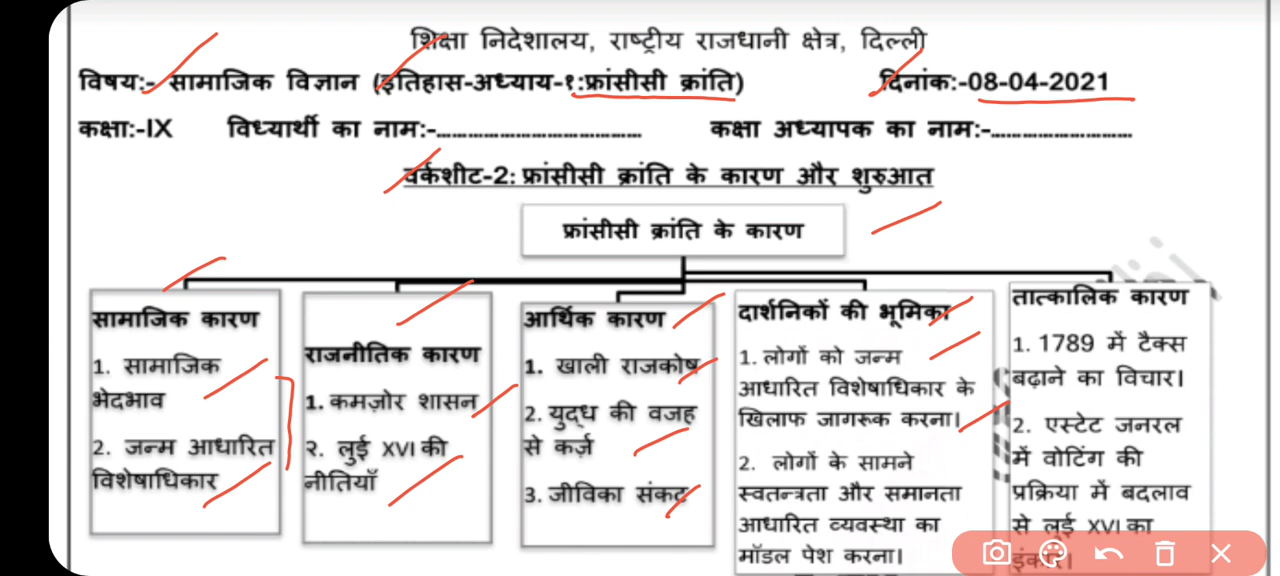 शिक्षा निदेशालय, राष्ट्रीय राजधानी क्षेत्र, दिल्ली
विषय:- सामाजिक विज्ञान (इतिहास-अध्याय-१:फ्रांसीसी क्रांति) दिनांक:-08-04-2021
कक्षा:-IX विध्यार्थी का नाम:-........................................ कक्षा अध्यापक का नाम:-............................
वर्कशीट-2: फ्रांसीसी क्रांति के कारण और शुरुआत
फ्रांसीसी क्रांति के कारण
सामाजिक कारण
1. सामाजिक
भेदभाव
2. जन्म आधारित
विशेषाधिकार
राजनीतिक कारण
1. कमज़ोर शासन
२. लुई XVI की
नीतियाँ
आर्थिक कारण
1. खाली राजकोष
2. युद्ध की वजह
से कर्ज़
3. जीविका संकट
दार्शनिकों की भूमिका
1. लोगों को जन्म
आधारित विशेषाधिकार के
खिलाफ जागरूक करना।
2. लोगों के सामने
स्वतन्त्रता और समानता
आधारित व्यवस्था का
मॉडल पेश करना।
तात्कालिक कारण
1. 1789 में टैक्स
बढ़ाने का विचार।
2. एस्टेट जनरल
में वोटिंग की
प्रक्रिया में बदलाव
से लुई XVI का
इंकार।